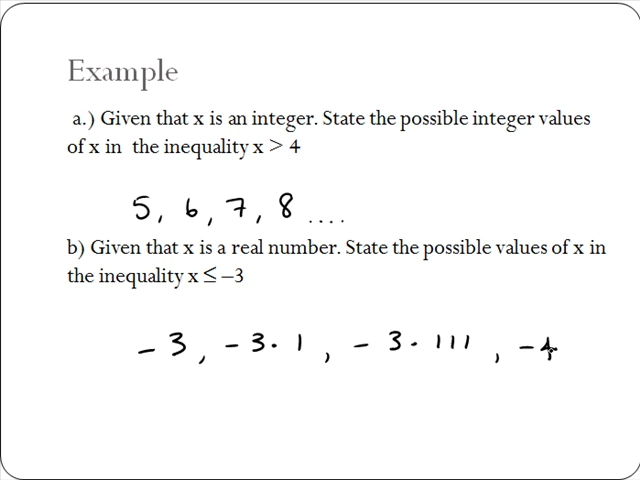 Example
a.) Given that x is an integer. State the possible integer values
of x in the inequality x > 4
5, 6, 7, 8 ....
b) Given that x is a real number. State the possible values of x in
the inequality x ≤ −3
- 3 , - 3 . 1 , - 3 . 111 , - 4